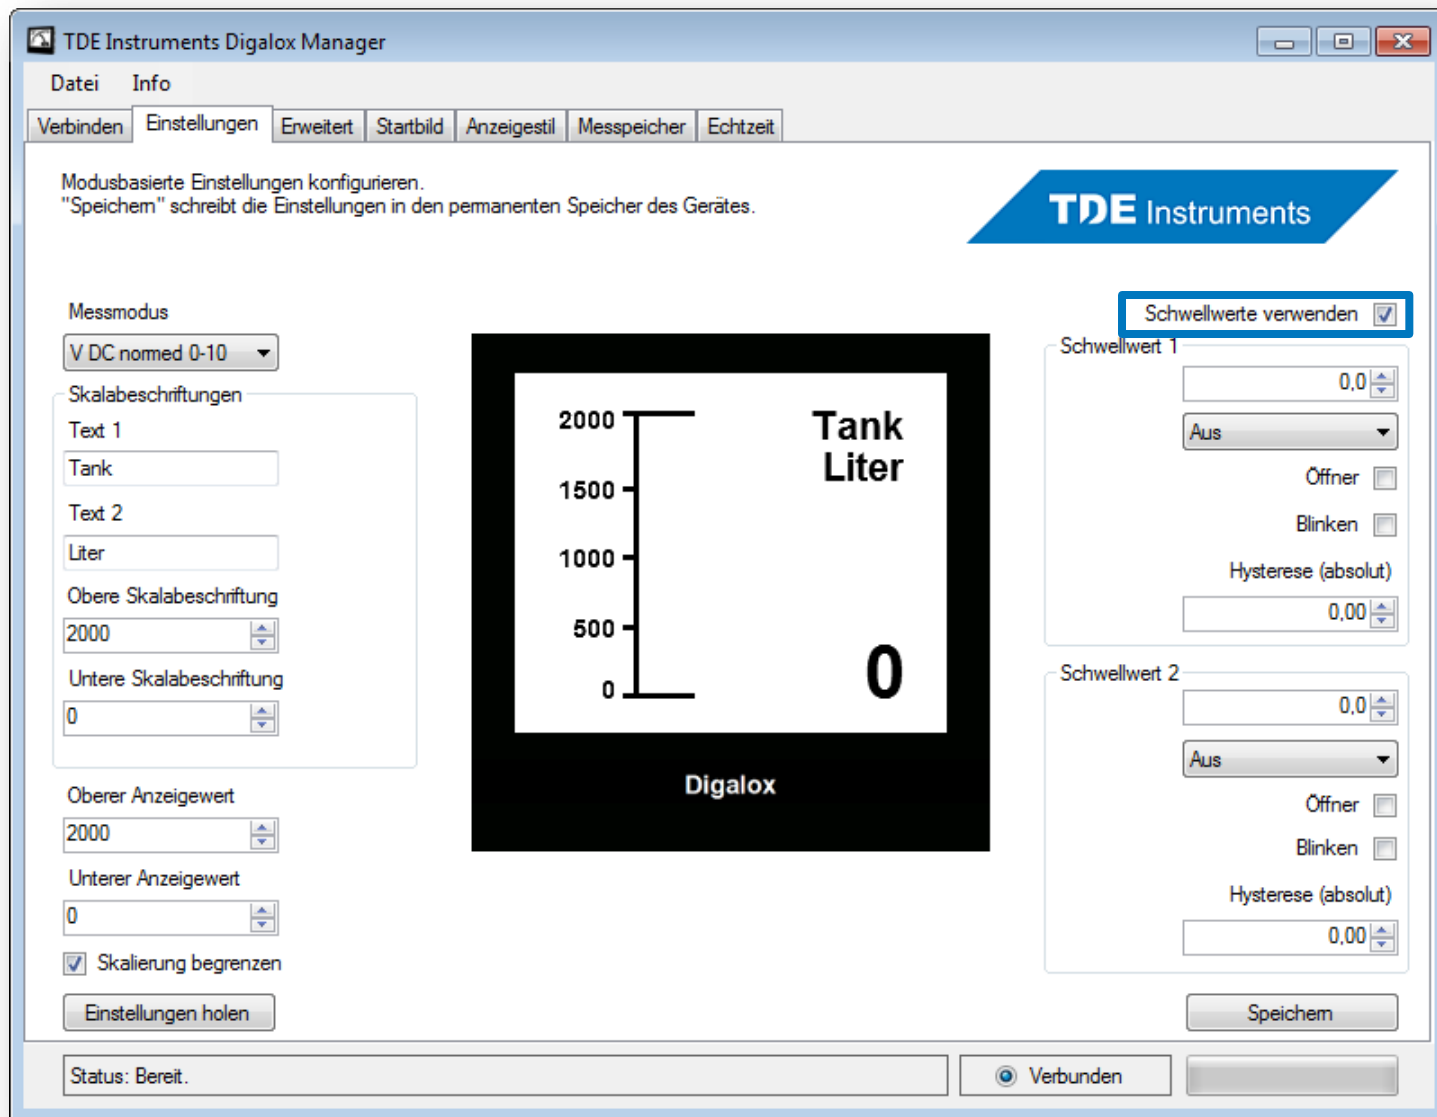 TDE Instruments Digalox Manager
Datei Info
Verbinden Einstellungen Erweitert Startbild Anzeigestil Messpeicher Echtzeit
Modusbasierte Einstellungen konfigurieren.
"Speichern" schreibt die Einstellungen in den permanenten Speicher des Gerätes.
TDE Instruments
Messmodus
V DC normed 0-10
Skalabeschriftungen
Text 1
Tank
Text 2
Liter
Obere Skalabeschriftung
2000
Untere Skalabeschriftung
0
Oberer Anzeigewert
2000
Unterer Anzeigewert
0
Skalierung begrenzen
Einstellungen holen
2000
1500
1000
500
0
Tank
Liter
0
Digalox
Schwellwerte verwenden
Schwellwert 1
0,0
Aus
Öffner
Blinken
Hysterese (absolut)
0,00
Schwellwert 2
0,0
Aus
Öffner
Blinken
Hysterese (absolut)
0,00
Speichern
Status: Bereit.
Verbunden